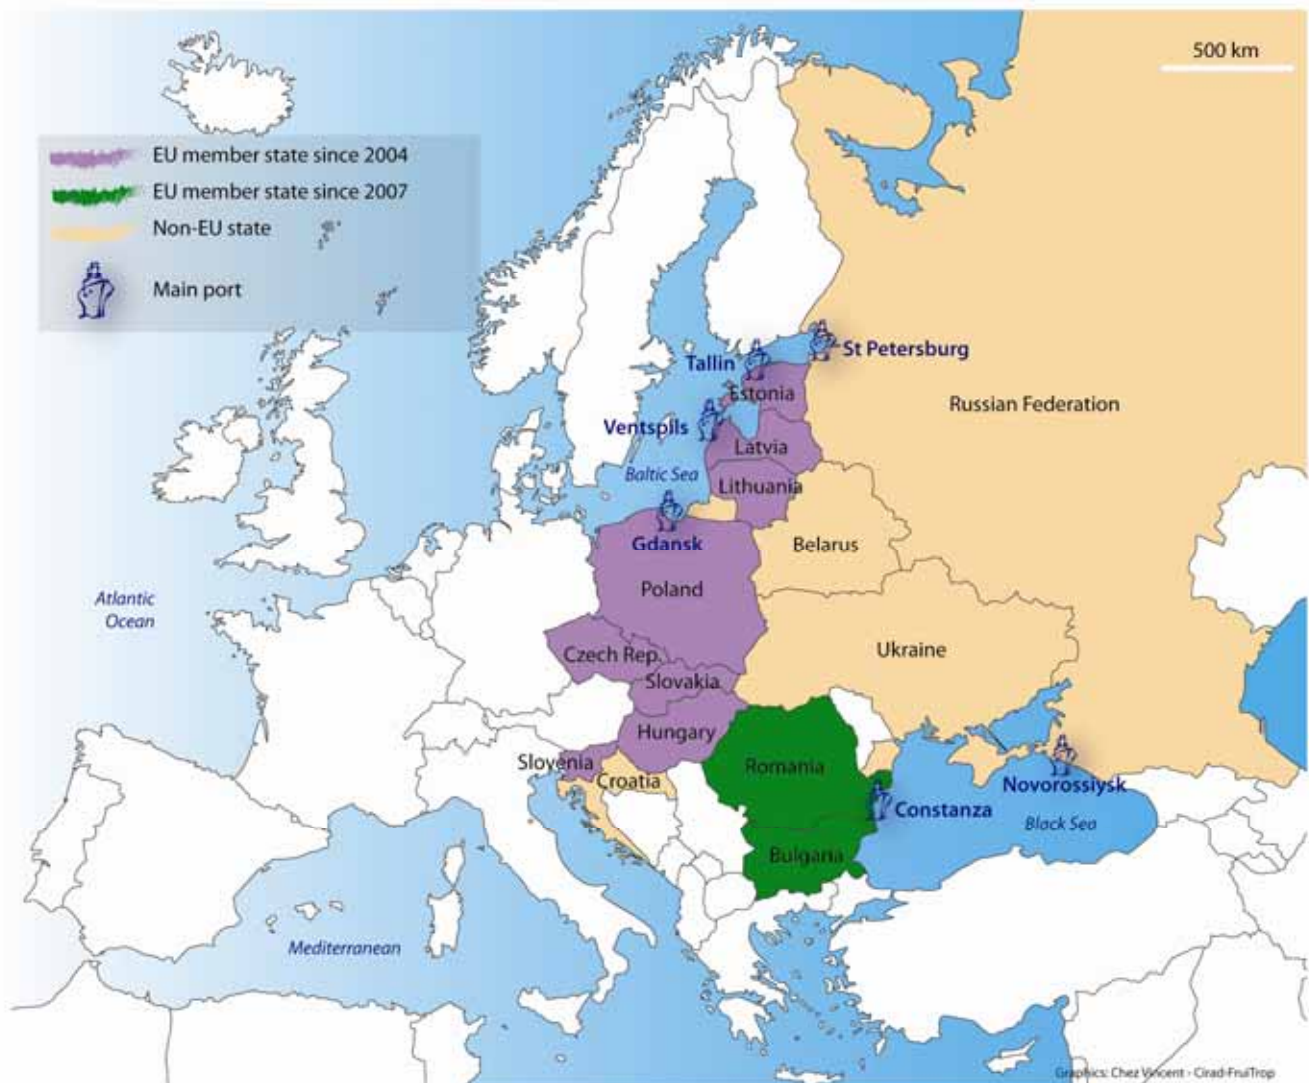 500 km
EU member state since 2004
EU member state since 2007
Non-EU state
Main port
St Petersburg
Tallin
Estonia
Russian Federation
Ventspils
Latvia
Baltic Sea
Lithuania
Gdansk
Belarus
Poland
Atlantic
Ocean
Czech Rep.
Ukraine
Slovakia
Hungary
Slovenia
Romania
Croatia
Novorossiysk
Constanza
Black Sea
Bulgaria
Mediterranean
Graphics: Chez Vincent - Cirad-FruiTrop